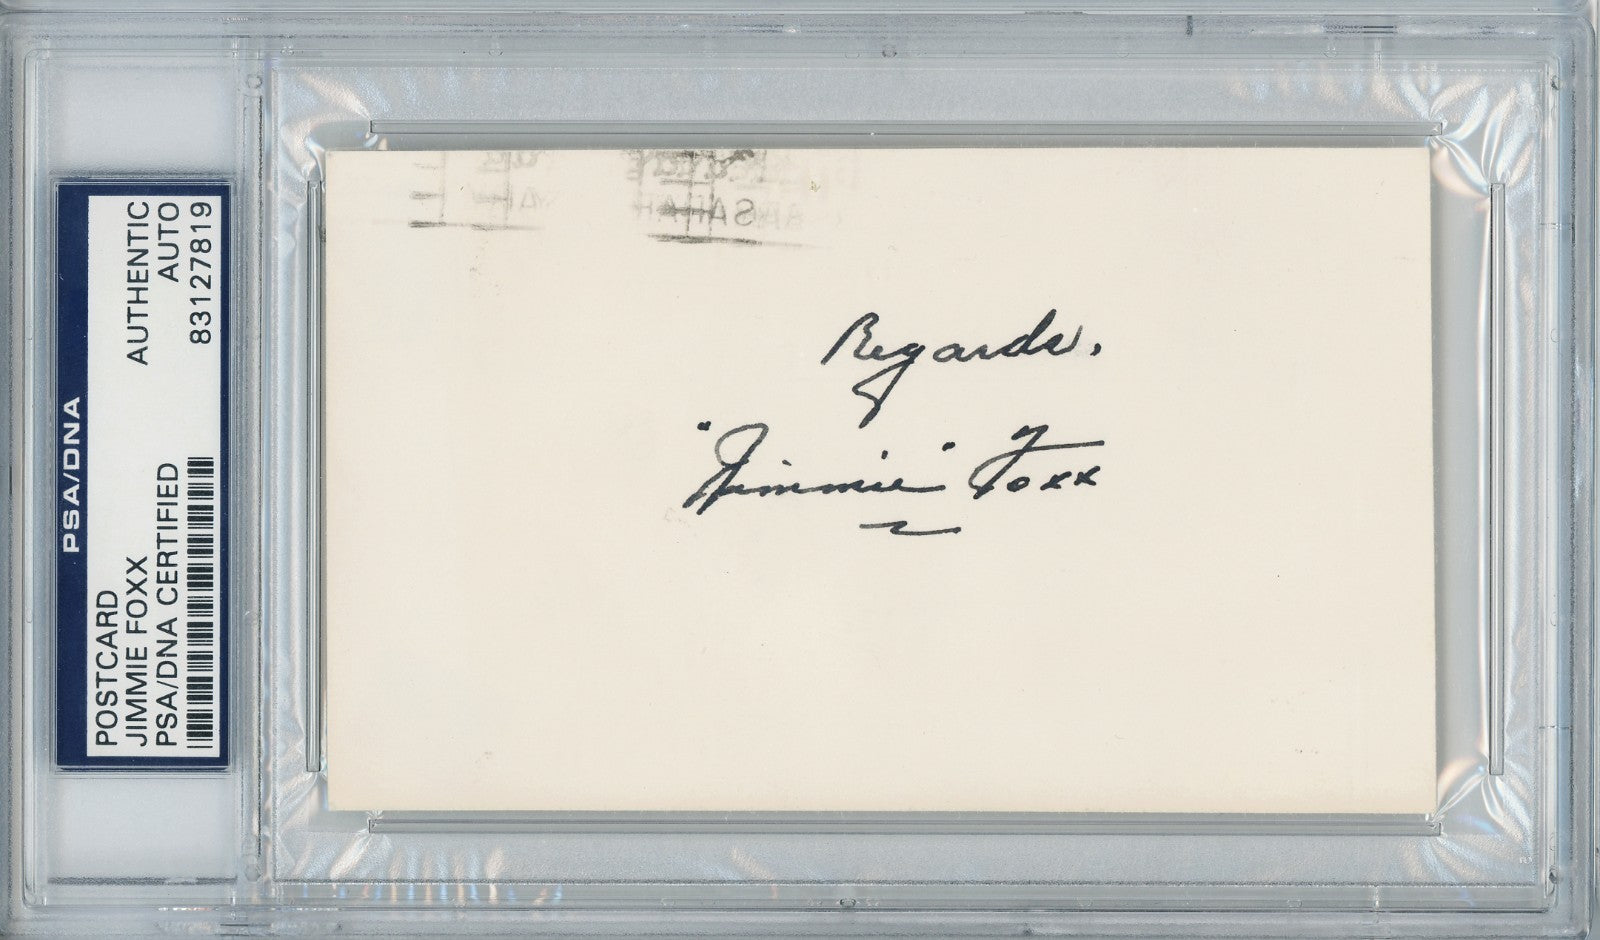 PSA/DNA
POSTCARD AUTHENTIC
JIMMIE FOXX AUTO
PSA/DNA CERTIFIED 83127819
Regards,
"Jimmie" Foxx